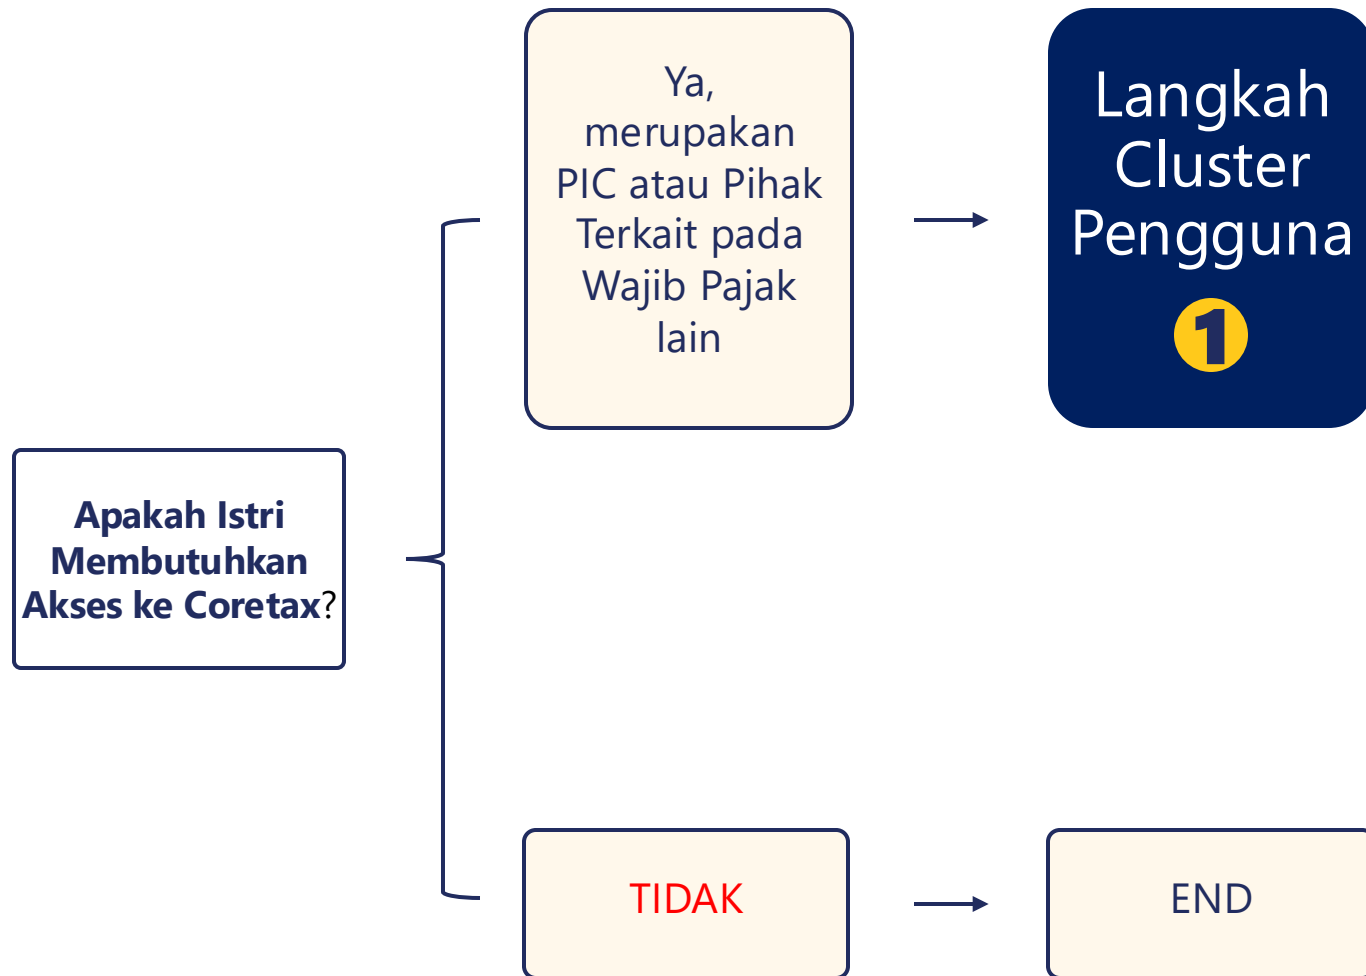 Ya,
merupakan
PIC atau Pihak
Terkait pada
Wajib Pajak
lain
Langkah
Cluster
Pengguna
1
Apakah Istri
Membutuhkan
Akses ke Coretax?
TIDAK
END